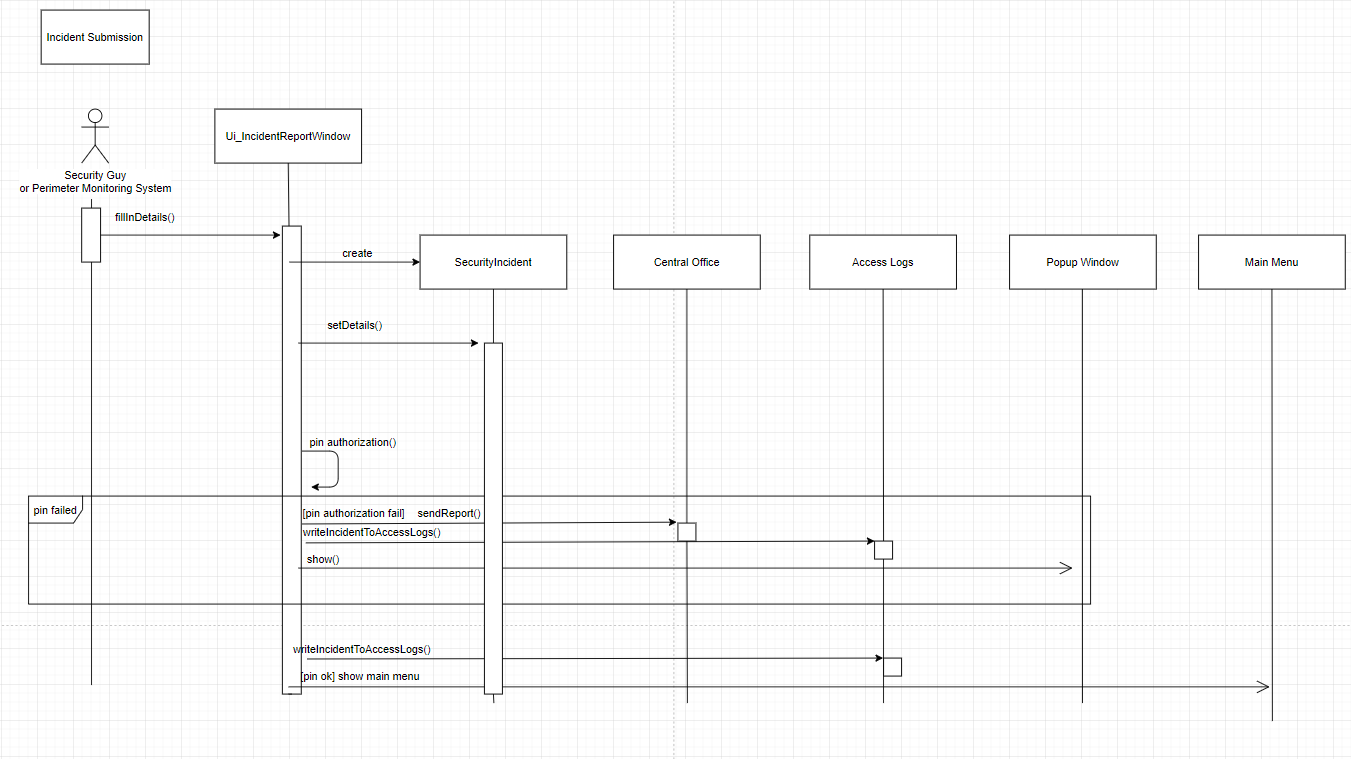 Incident Submission
Ui_IncidentReportWindow
Security Guy
or Perimeter Monitoring System
fillInDetails()
create
SecurityIncident
Central Office
Access Logs
Popup Window
Main Menu
setDetails()
pin authorization()
pin failed
[pin authorization fail] sendReport()
writeIncidentToAccessLogs()
show()
writeIncidentToAccessLogs()
[pin ok] show main menu